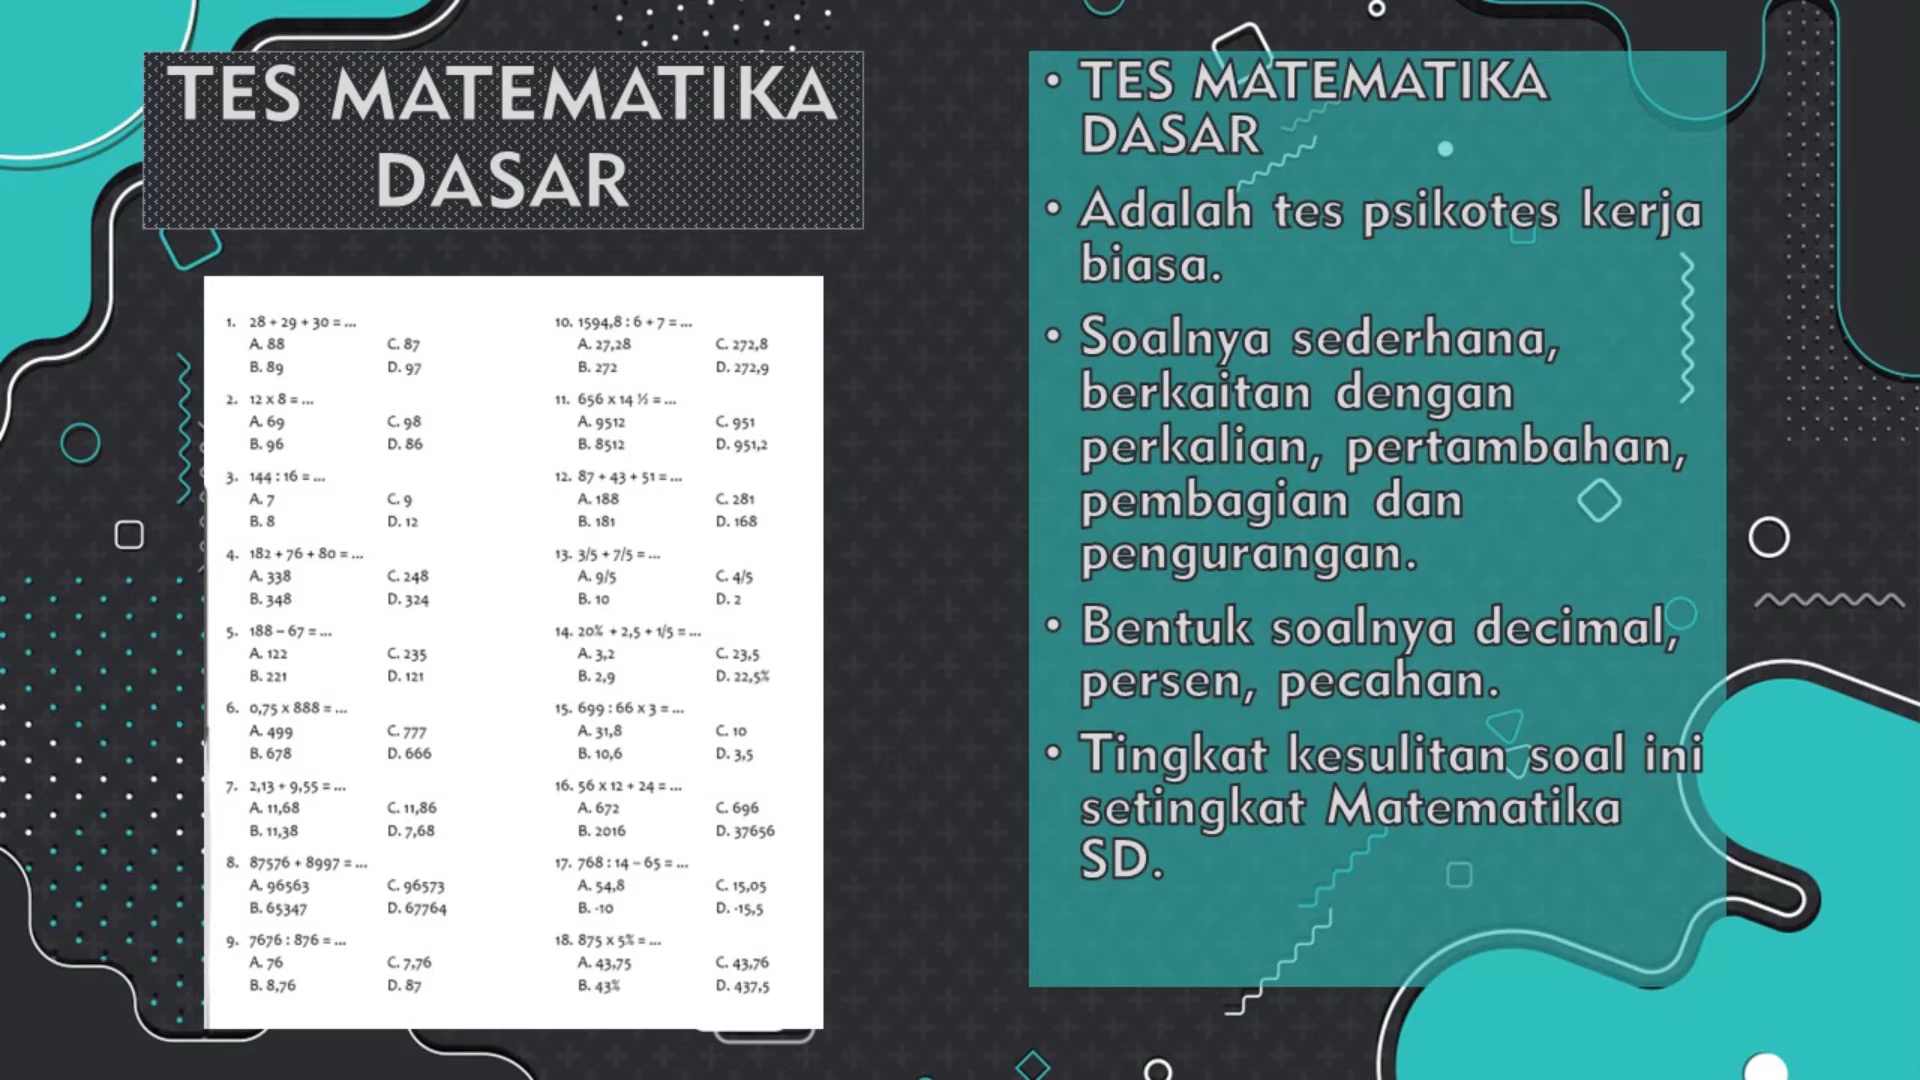 TES MATEMATIKA
DASAR
1. 28 + 29 + 30 = ...
A. 88 C. 87
B. 89 D. 97
2. 12 x 8 = ...
A. 69 C. 98
B. 96 D. 86
3. 144 : 16 = ...
A. 7 C. 9
B. 8 D. 12
4. 182 + 76 + 80 = ...
A. 338 C. 248
B. 348 D. 324
5. 188 – 67 = ...
A. 122 C. 235
B. 221 D. 121
6. 0,75 x 888 = ...
A. 499 C. 777
B. 678 D. 666
7. 2,13 + 9,55 = ...
A. 11,68 C. 11,86
B. 11,38 D. 7,68
8. 87576 + 8997 = ...
A. 96563 C. 96573
B. 65347 D. 67764
9. 7676 : 876 = ...
A. 76 C. 7,76
B. 8,76 D. 87
10. 1594,8 : 6 + 7 = ...
A. 27,28 C. 272,8
B. 272 D. 272,9
11. 656 x 14 ½ = ...
A. 9512 C. 951
B. 8512 D. 951,2
12. 87 + 43 + 51 = ...
A. 188 C. 281
B. 181 D. 168
13. 3/5 + 7/5 = ...
A. 9/5 C. 4/5
B. 10 D. 2
14. 20% + 2,5 + 1/5 = ...
A. 3,2 C. 23,5
B. 2,9 D. 22,5%
15. 699 : 66 x 3 = ...
A. 31,8 C. 10
B. 10,6 D. 3,5
16. 56 x 12 + 24 = ...
A. 672 C. 696
B. 2016 D. 37656
17. 768 : 14 – 65 = ...
A. 54,8 C. 15,05
B. -10 D. -15,5
18. 875 x 5% = ...
A. 43,75 C. 43,76
B. 43% D. 437,5
• TES MATEMATIKA
DASAR
• Adalah tes psikotes kerja
biasa.
• Soalnya sederhana,
berkaitan dengan
perkalian, pertambahan,
pembagian dan
pengurangan.
• Bentuk soalnya decimal,
persen, pecahan.
• Tingkat kesulitan soal ini
setingkat Matematika
SD.